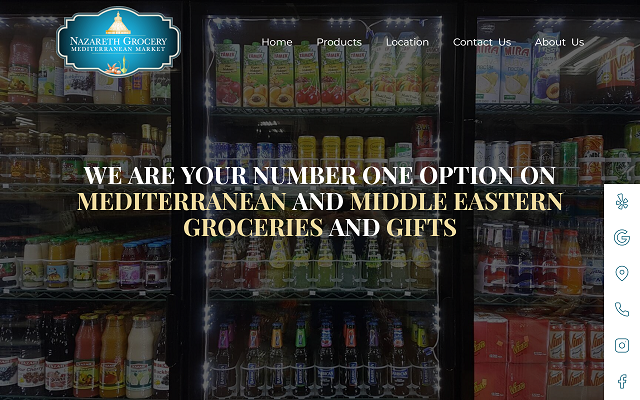 NAZARETH GROCERY
MEDITERRANEAN MARKET
Home Products Location Contact Us About Us
WE ARE YOUR NUMBER ONE OPTION ON
MEDITERRANEAN AND MIDDLE EASTERN
GROCERIES AND GIFTS